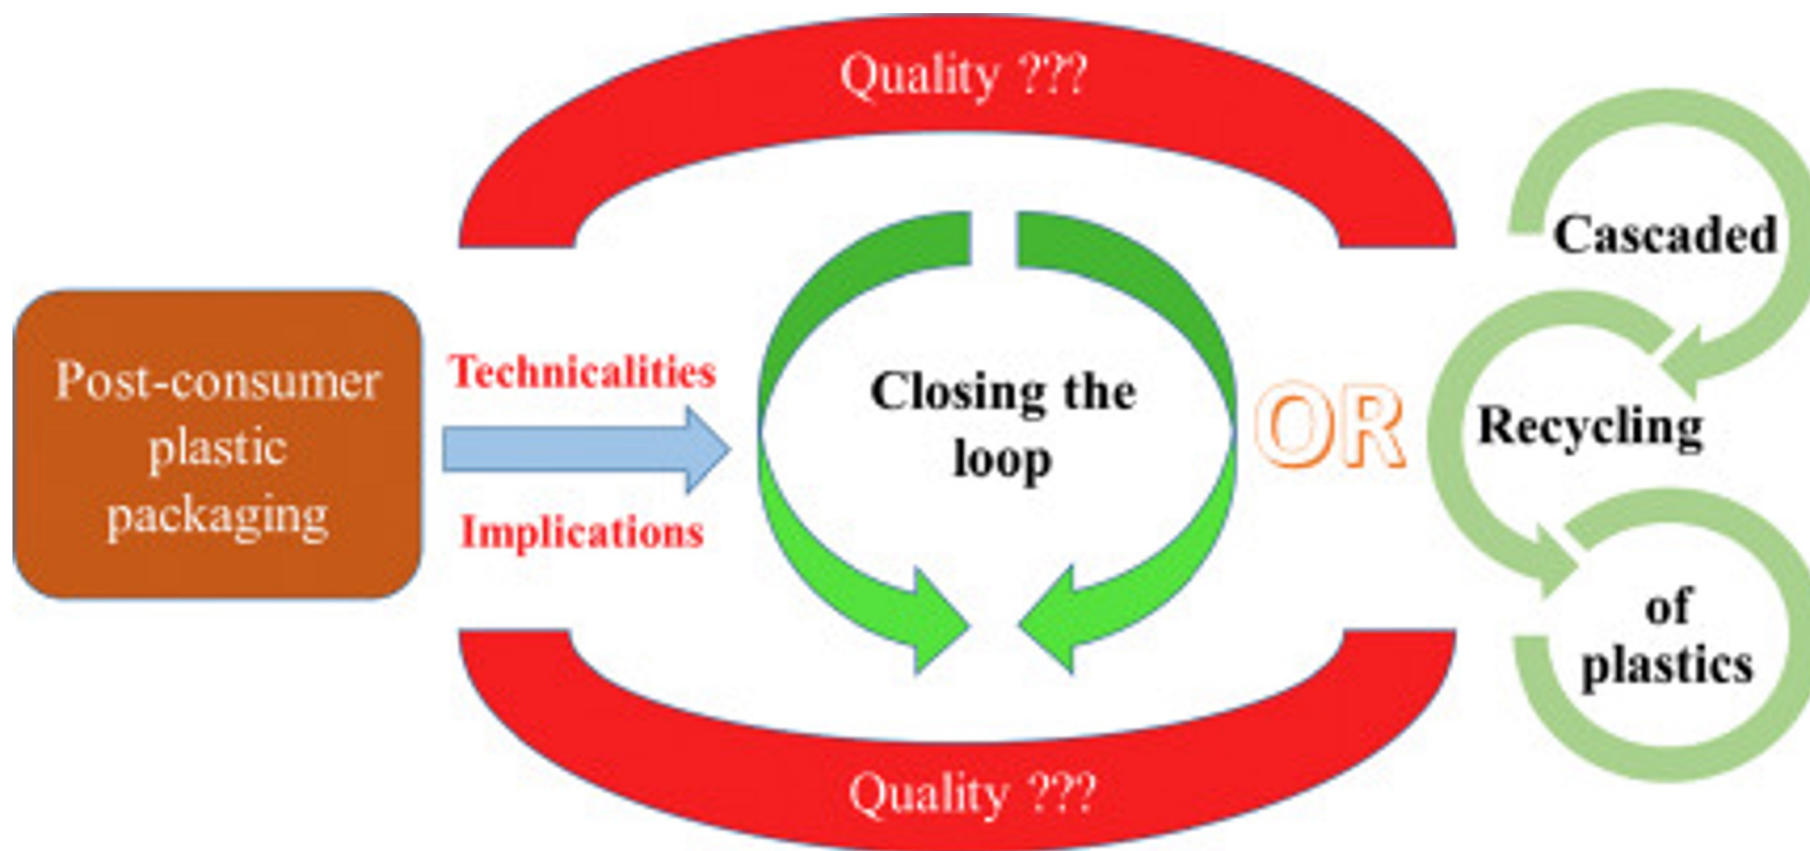 Quality ???
Post-consumer
plastic
packaging
Technicalities
Implications
Closing the
loop
OR
Cascaded
Recycling
of
plastics
Quality ???